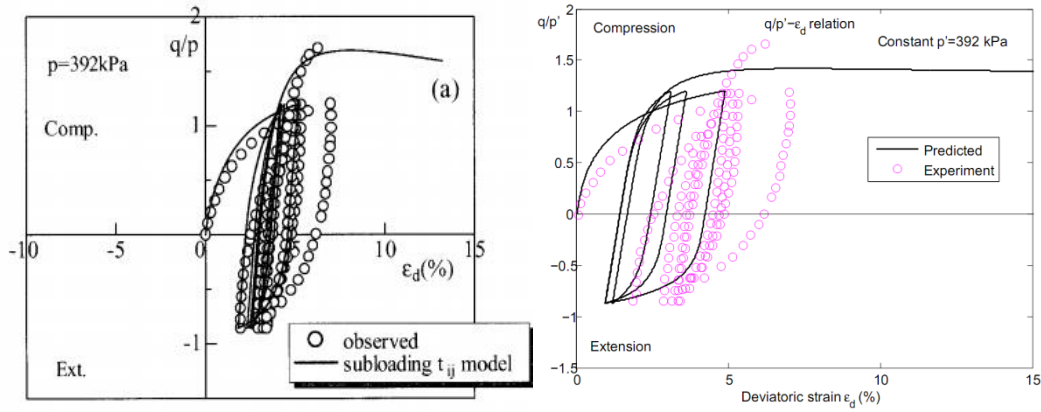 2
q/p
p=392kPa
(a)
Comp.
1
-10
-5
0
5
10
15
εd(%)
-1
Ext.
observed
subloading tij model
q/p'
2
Compression
q/p'−εd relation
Constant p'=392 kPa
1.5
1
0.5
0
−0.5
−1
−1.5
Predicted
Experiment
Extension
0
5
10
15
Deviatoric strain εd (%)